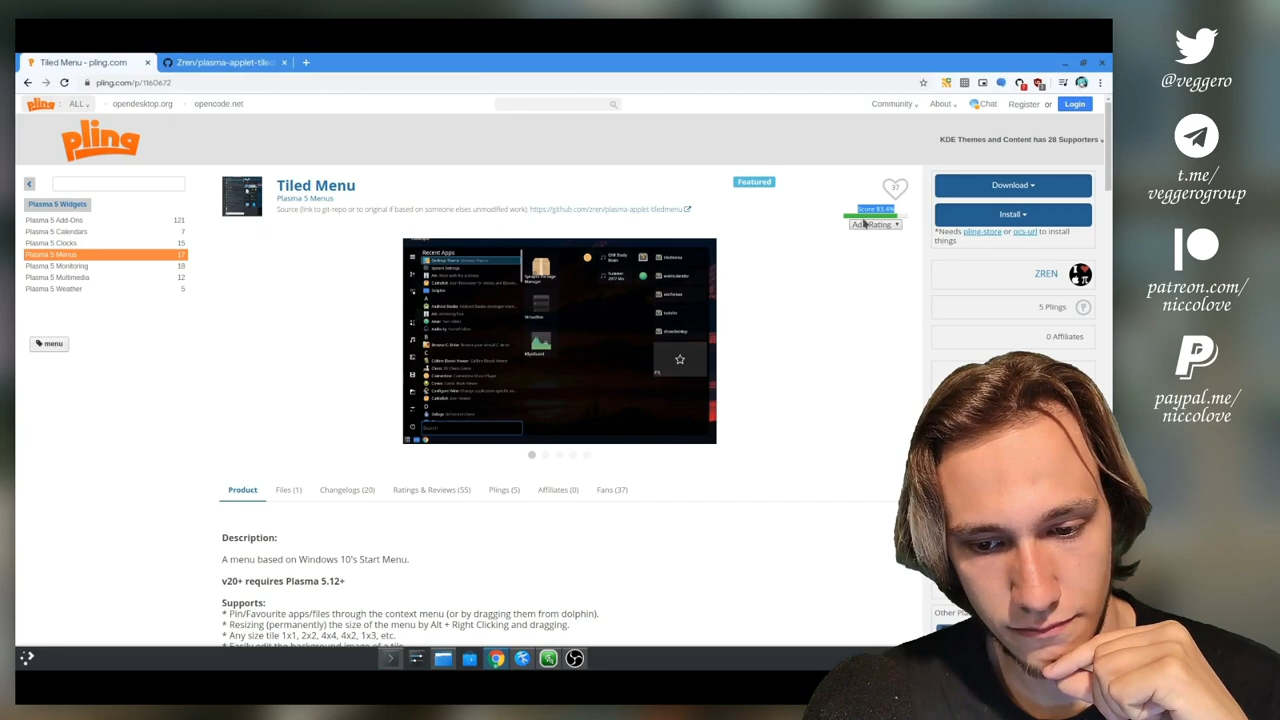 Tiled Menu - pling.com
Zren/plasma-applet-tiled
pling.com/p/1160672
pling
ALL
opendesktop.org
opencode.net
Community
About
Chat
Register or
Login
pling
KDE Themes and Content has 28 Supporters
Plasma 5 Widgets
Plasma 5 Add-Ons 121
Plasma 5 Calendars 7
Plasma 5 Clocks 15
Plasma 5 Menus 17
Plasma 5 Monitoring 18
Plasma 5 Multimedia 12
Plasma 5 Weather 5
menu
Tiled Menu
Plasma 5 Menus
Source (link to git-repo or to original if based on someone elses unmodified work): https://github.com/zren/plasma-applet-tiledmenu
Featured
37
Score 83.4%
Rating
Recent Apps
Search
Product
Files (1)
Changelogs (20)
Ratings & Reviews (55)
Plings (5)
Affiliates (0)
Fans (37)
Description:
A menu based on Windows 10's Start Menu.
v20+ requires Plasma 5.12+
Supports:
* Pin/Favourite apps/files through the context menu (or by dragging them from dolphin).
* Resizing (permanently) the size of the menu by Alt + Right Clicking and dragging.
* Any size tile 1x1, 2x2, 4x4, 4x2, 1x3, etc.
Download
Install
*Needs pling-store or ocs-url to install
things
ZREN
5 Plings
0 Affiliates
Other
@veggero
t.me/
veggerogroup
patreon.com/
niccolove
paypal.me/
niccolove